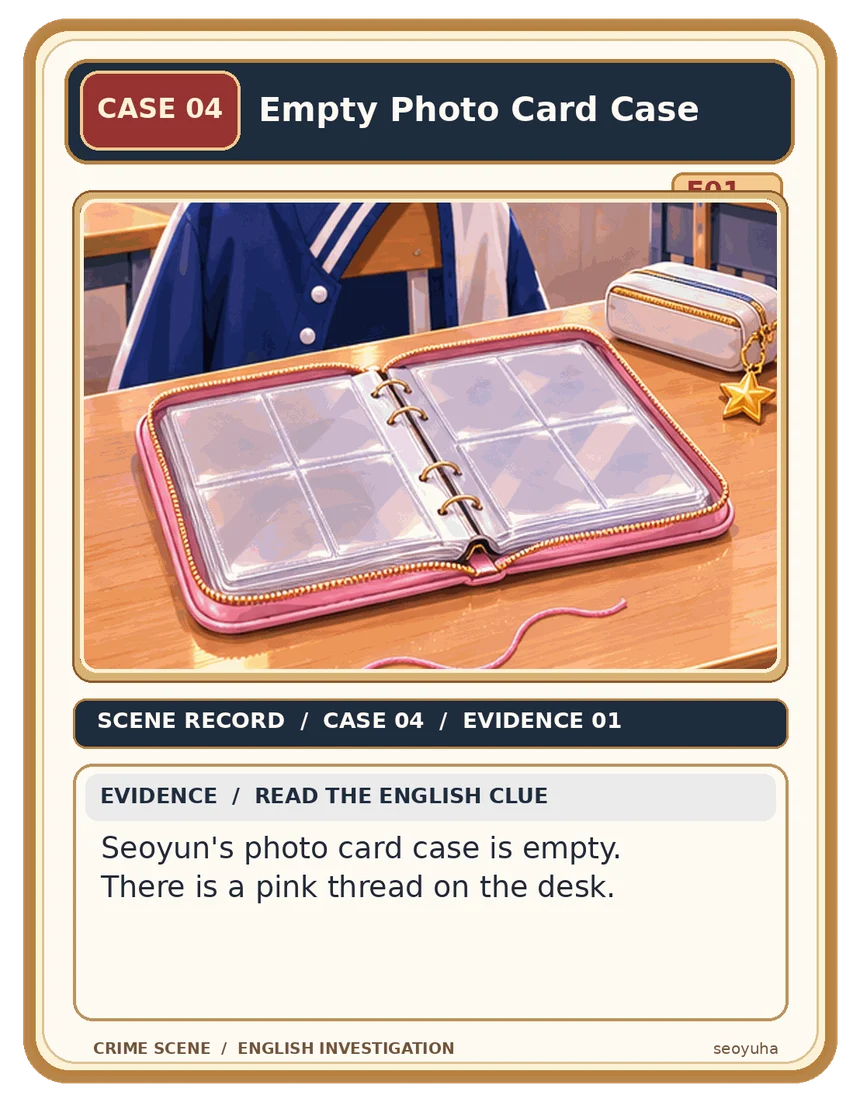 CASE 04
Empty Photo Card Case
E01
SCENE RECORD / CASE 04 / EVIDENCE 01
EVIDENCE / READ THE ENGLISH CLUE
Seoyun's photo card case is empty.
There is a pink thread on the desk.
CRIME SCENE / ENGLISH INVESTIGATION
seoyuha